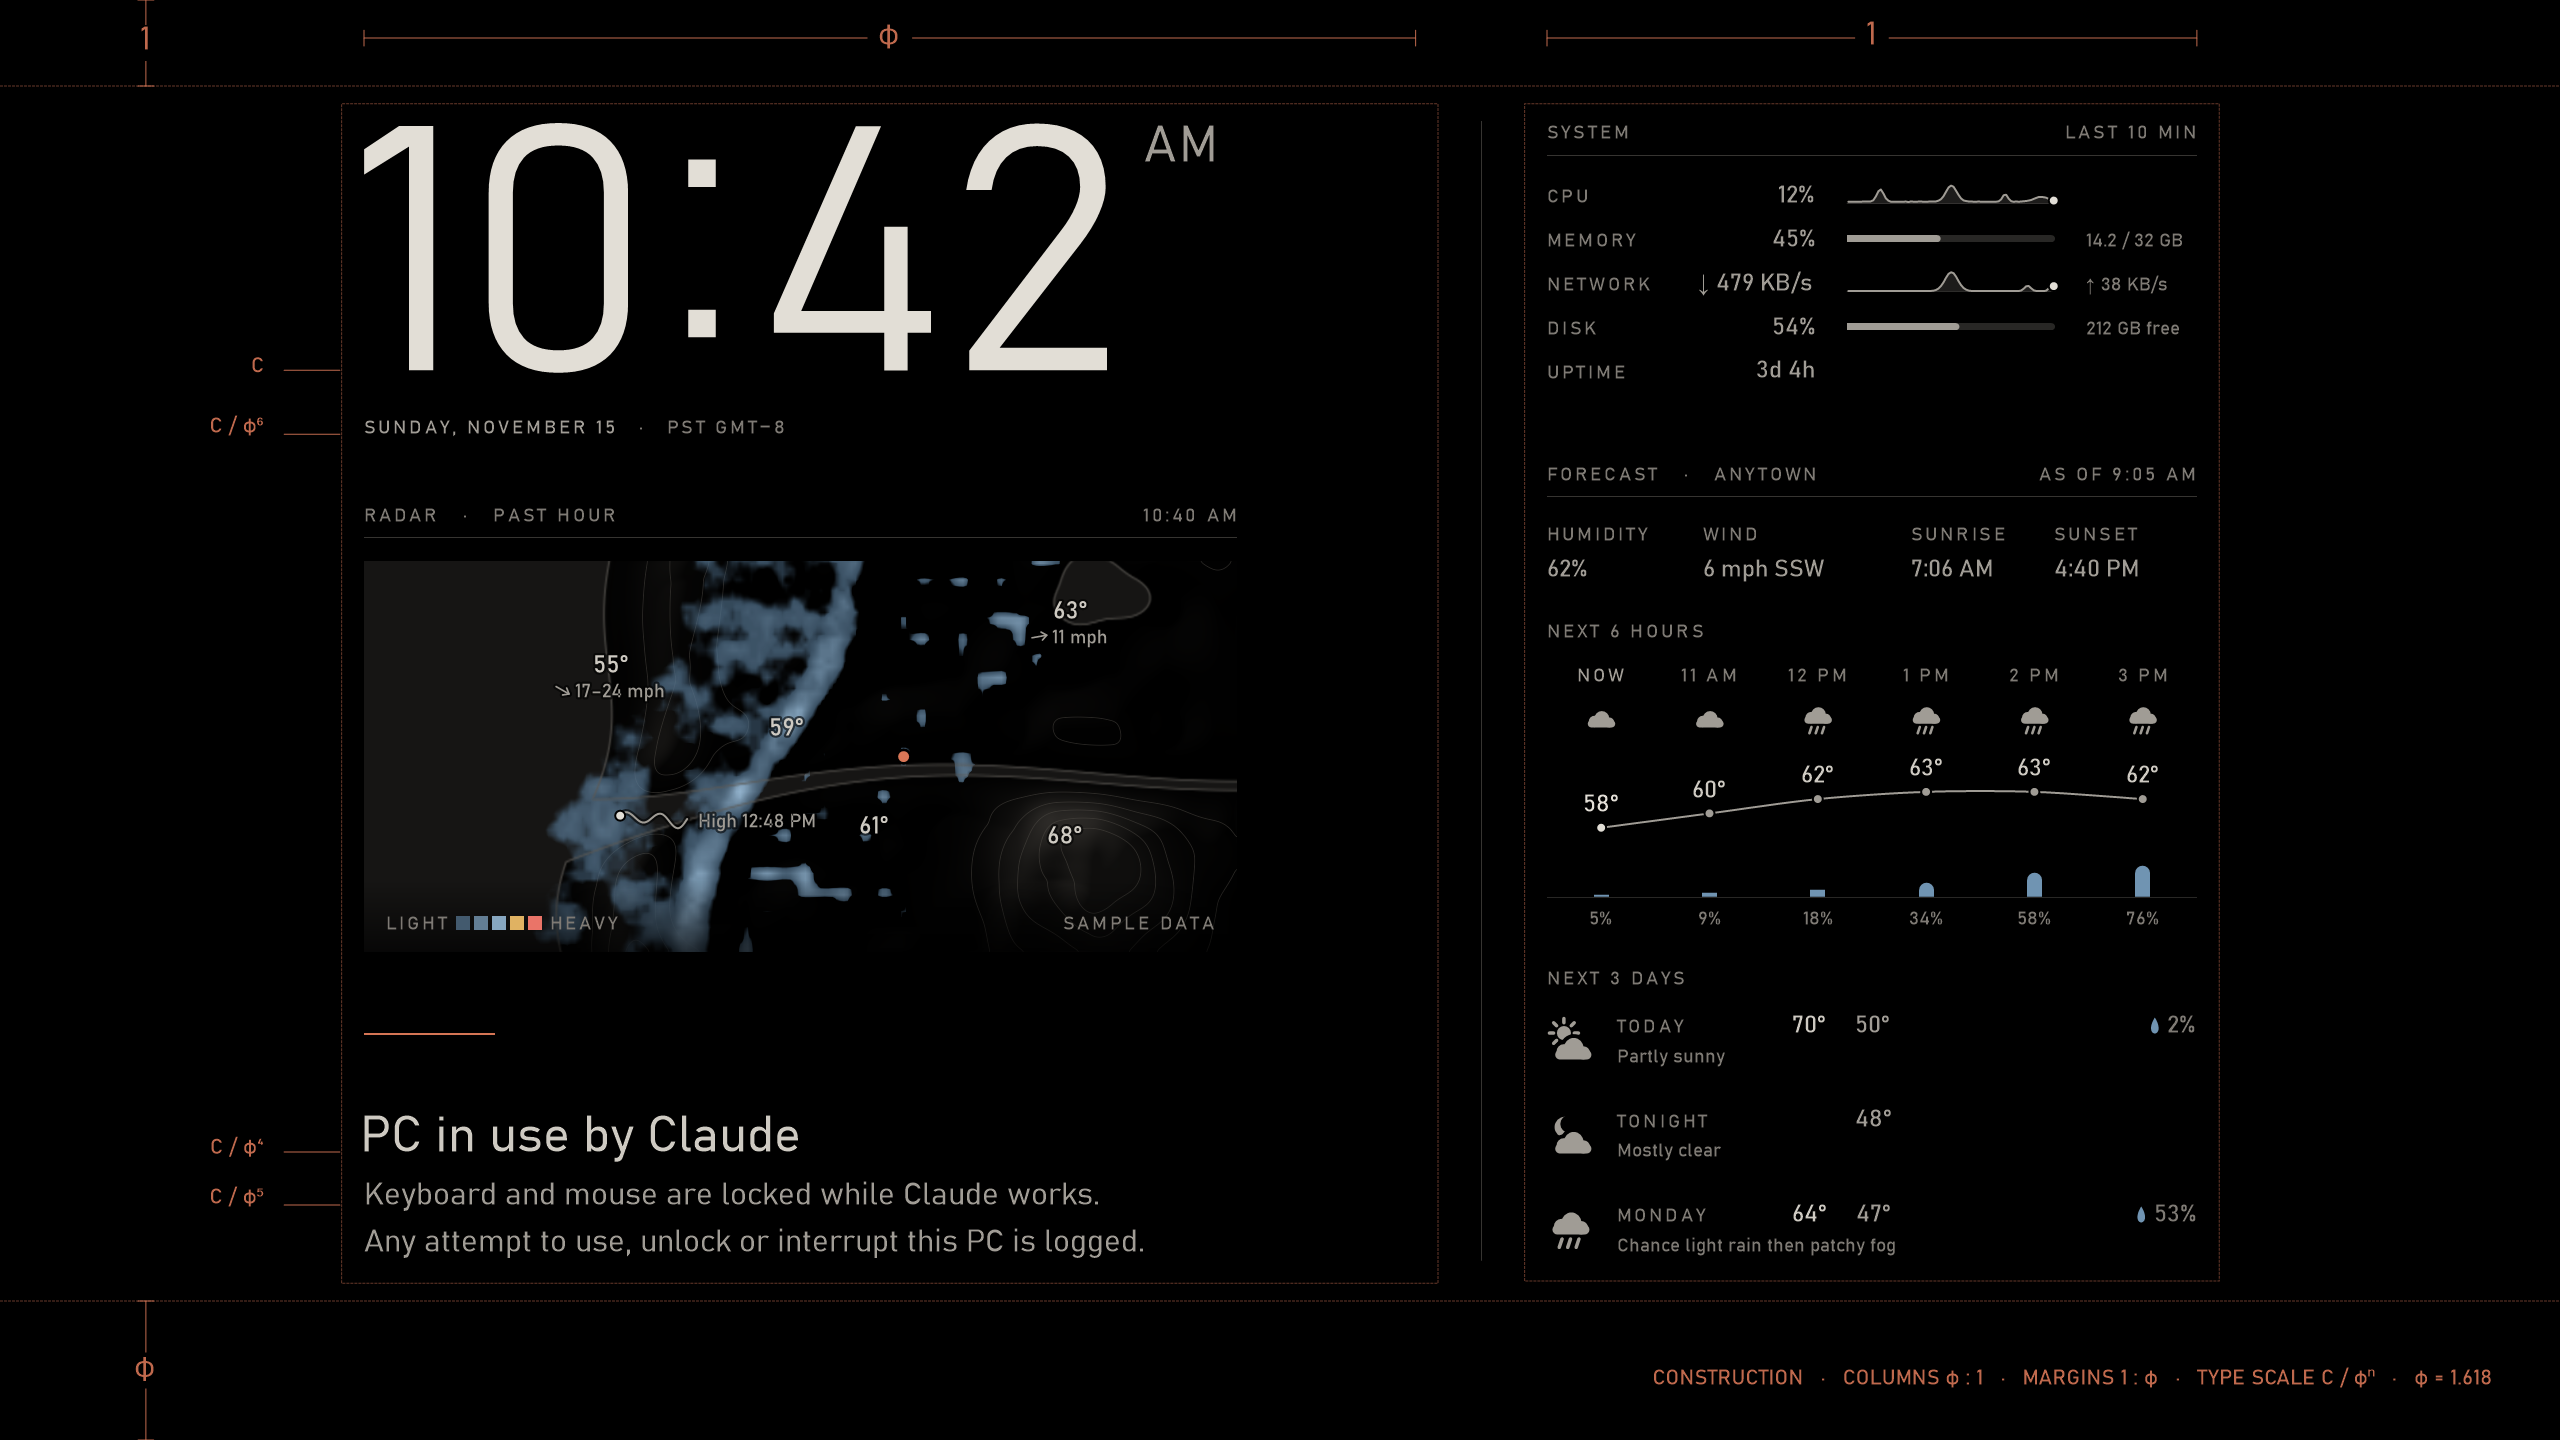 1
φ
1
10:42 AM
C
C / φ⁶
SUNDAY, NOVEMBER 15 · PST GMT−8
RADAR · PAST HOUR 10:40 AM
63°
→ 11 mph
55°
↘ 17–24 mph
59°
High 12:48 PM
61°
68°
LIGHT HEAVY
SAMPLE DATA
C / φ⁴
PC in use by Claude
C / φ⁵
Keyboard and mouse are locked while Claude works.
Any attempt to use, unlock or interrupt this PC is logged.
SYSTEM LAST 10 MIN
CPU 12%
MEMORY 45% 14.2 / 32 GB
NETWORK ↓ 479 KB/s ↑ 38 KB/s
DISK 54% 212 GB free
UPTIME 3d 4h
FORECAST · ANYTOWN AS OF 9:05 AM
HUMIDITY WIND SUNRISE SUNSET
62% 6 mph SSW 7:06 AM 4:40 PM
NEXT 6 HOURS
NOW 11 AM 12 PM 1 PM 2 PM 3 PM
58° 60° 62° 63° 63° 62°
5% 9% 18% 34% 58% 76%
NEXT 3 DAYS
TODAY 70° 50° 2%
Partly sunny
TONIGHT 48°
Mostly clear
MONDAY 64° 47° 53%
Chance light rain then patchy fog
φ
CONSTRUCTION · COLUMNS φ : 1 · MARGINS 1 : φ · TYPE SCALE C / φⁿ · φ = 1.618